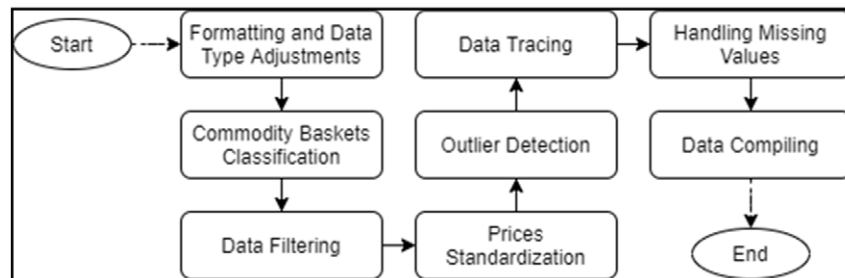 Start
Formatting and Data
Type Adjustments
Commodity Baskets
Classification
Data Filtering
Prices
Standardization
Outlier Detection
Data Tracing
Handling Missing
Values
Data Compiling
End